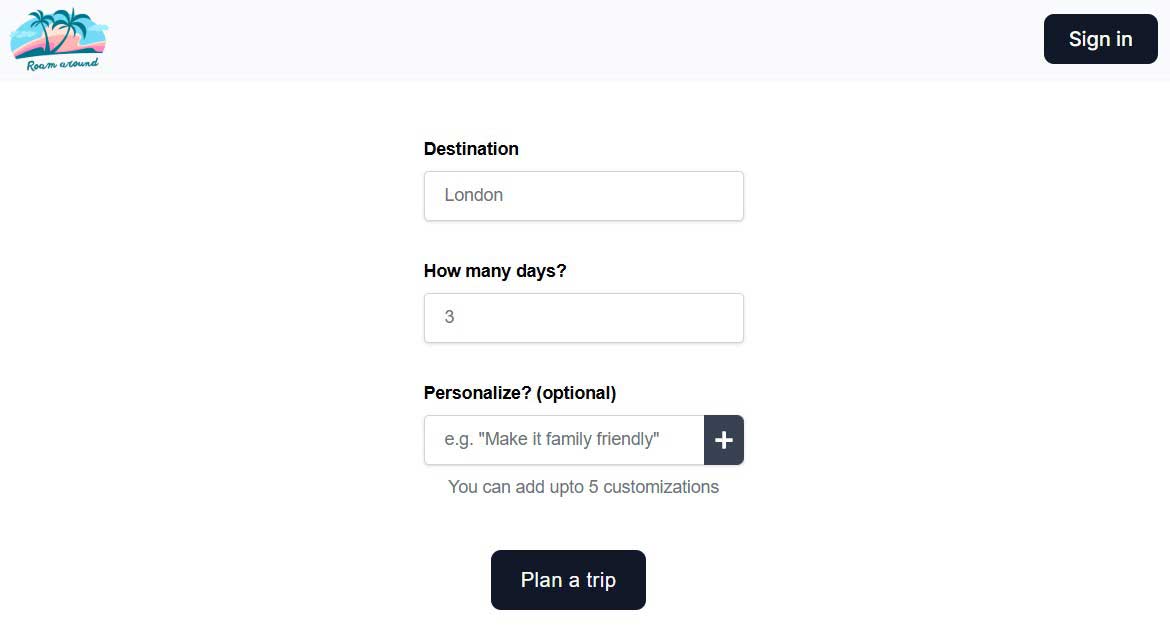 Roam around
Sign in
Destination
London
How many days?
3
Personalize? (optional)
e.g. "Make it family friendly"
+
You can add upto 5 customizations
Plan a trip